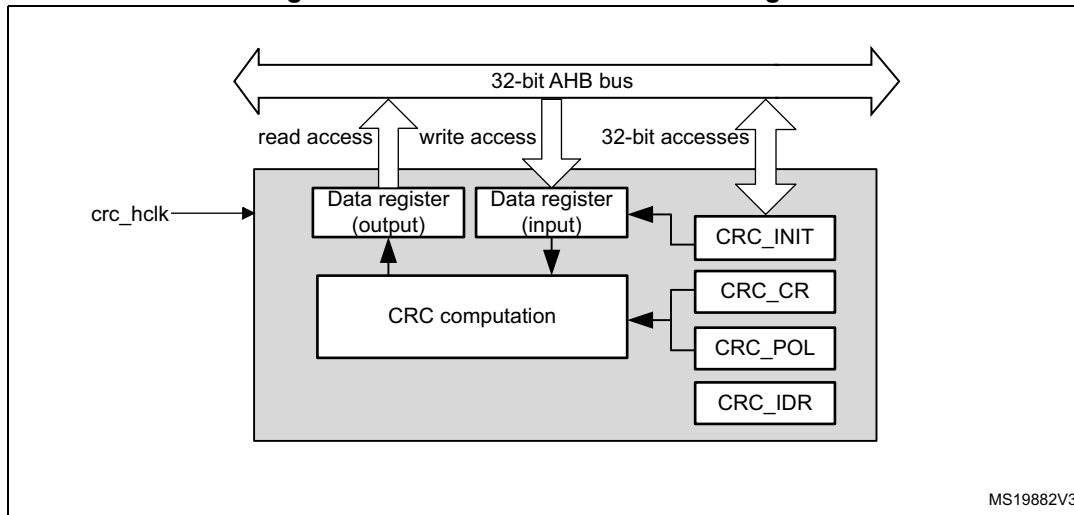 32-bit AHB bus
read access
write access
32-bit accesses
crc_hclk
Data register
(output)
Data register
(input)
CRC_INIT
CRC_CR
CRC computation
CRC_POL
CRC_IDR
MS19882V3